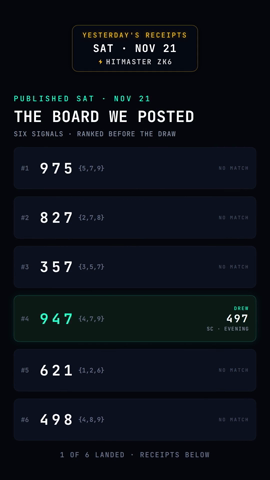 YESTERDAY'S RECEIPTS
SAT · NOV 21
⚡HITMASTER ZK6
PUBLISHED SAT · NOV 21
THE BOARD WE POSTED
SIX SIGNALS · RANKED BEFORE THE DRAW
#1 975 {5,7,9} NO MATCH
#2 827 {2,7,8} NO MATCH
#3 357 {3,5,7} NO MATCH
#4 947 {4,7,9} DREW
497
SC · EVENING
#5 621 {1,2,6} NO MATCH
#6 498 {4,8,9} NO MATCH
1 OF 6 LANDED · RECEIPTS BELOW